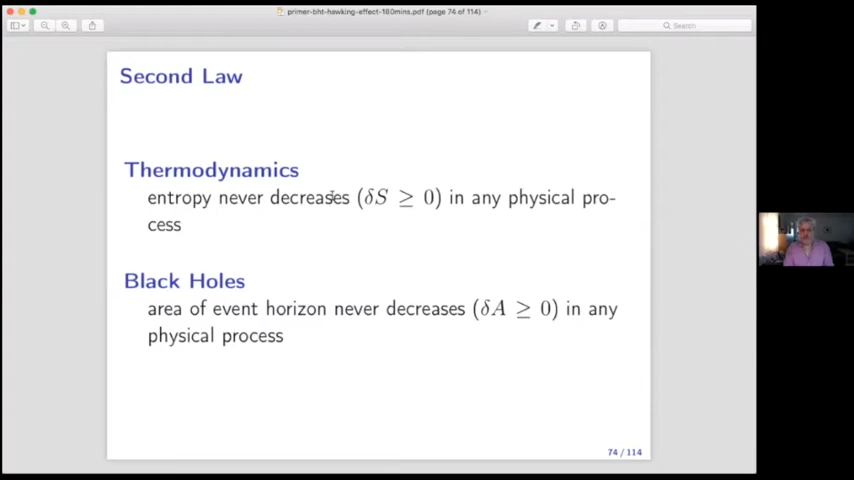 primer-bht-hawking-effect-180mins.pdf (page 74 of 114)
Search
Second Law
Thermodynamics
entropy never decreases (δS ≥ 0) in any physical pro-
cess
Black Holes
area of event horizon never decreases (δA ≥ 0) in any
physical process
74 / 114